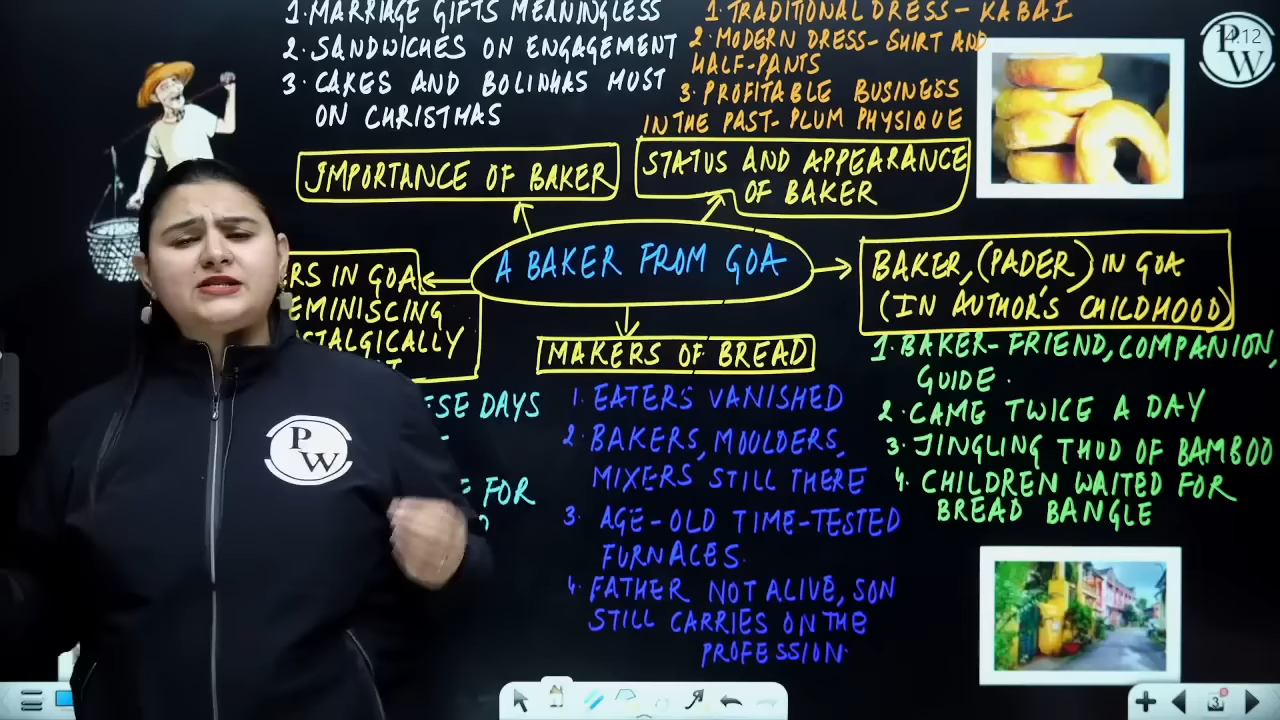 1. MARRIAGE GIFTS MEANINGLESS
2. SANDWICHES ON ENGAGEMENT
3. CAKES AND BOLINHAS MUST
ON CHRISTMAS
1. TRADITIONAL DRESS - KABAI
2. MODERN DRESS - SHIRT AND
HALF-PANTS
3. PROFITABLE BUSINESS
IN THE PAST - PLUM PHYSIQUE
IMPORTANCE OF BAKER
STATUS AND APPEARANCE
OF BAKER
A BAKER FROM GOA
RS IN GOA
EMINISCING
STALGICALLY
ESE DAYS
FOR
?
MAKERS OF BREAD
1. EATERS VANISHED
2. BAKERS, MOULDERS,
MIXERS STILL THERE
3. AGE-OLD TIME-TESTED
FURNACES.
4. FATHER NOT ALIVE, SON
STILL CARRIES ON THE
PROFESSION.
BAKER, (PADER) IN GOA
(IN AUTHOR'S CHILDHOOD)
1. BAKER - FRIEND, COMPANION,
GUIDE.
2. CAME TWICE A DAY
3. JINGLING THUD OF BAMBOO
4. CHILDREN WAITED FOR
BREAD BANGLE
P
W
P
W
:12
3